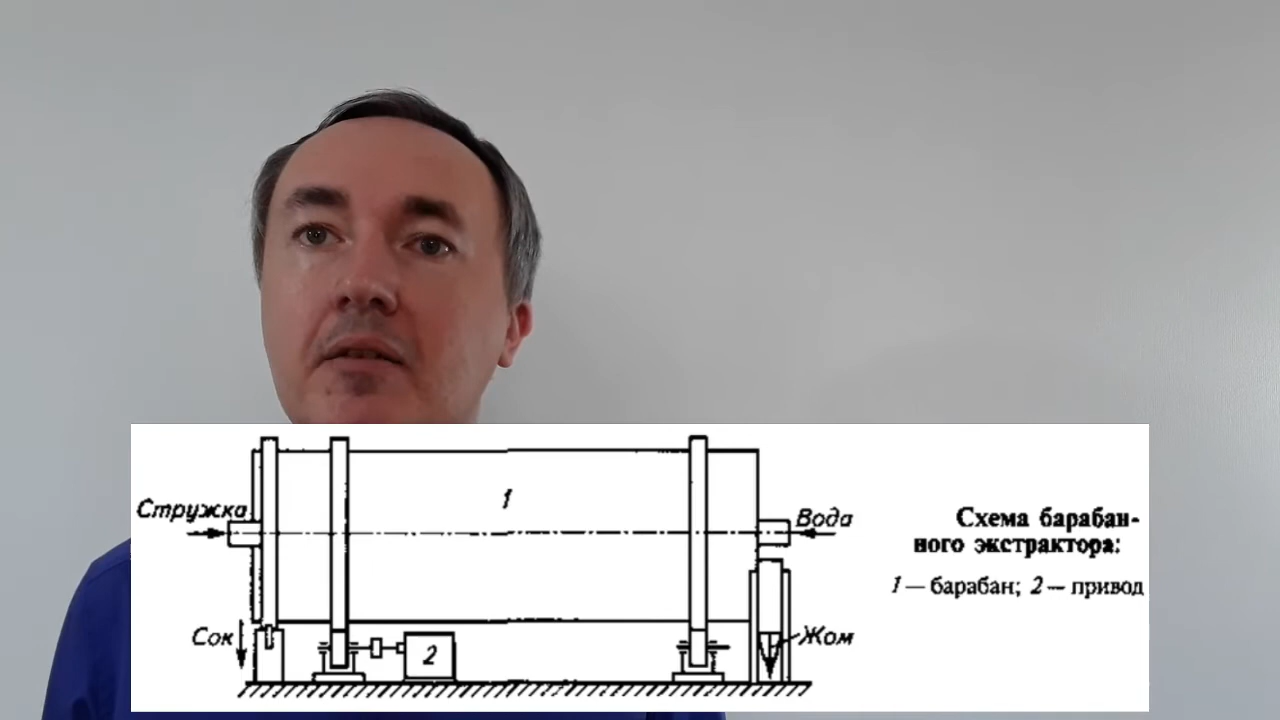 Стружка
1
Вода
Сок
2
Жом
Схема барабан-
ного экстрактора:
1 — барабан; 2 — привод